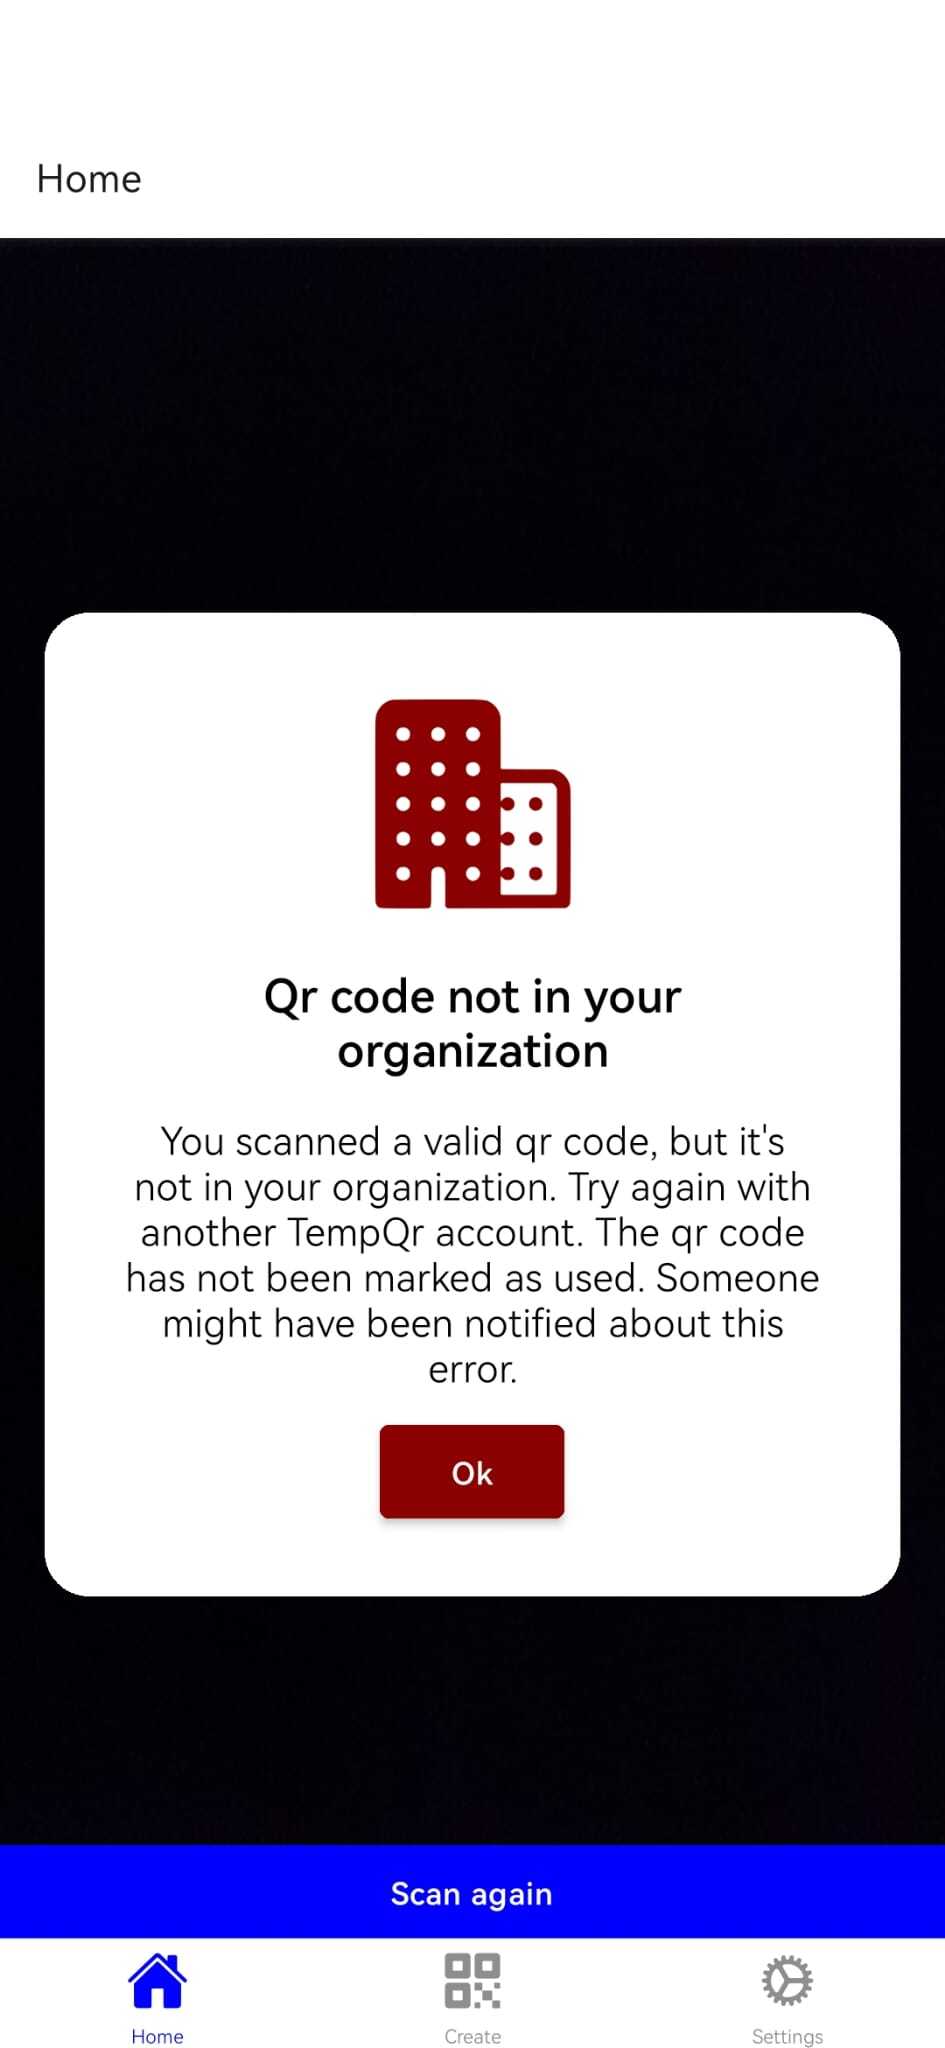 Home
Qr code not in your
organization
You scanned a valid qr code, but it's
not in your organization. Try again with
another TempQr account. The qr code
has not been marked as used. Someone
might have been notified about this
error.
Ok
Scan again
Home
Create
Settings